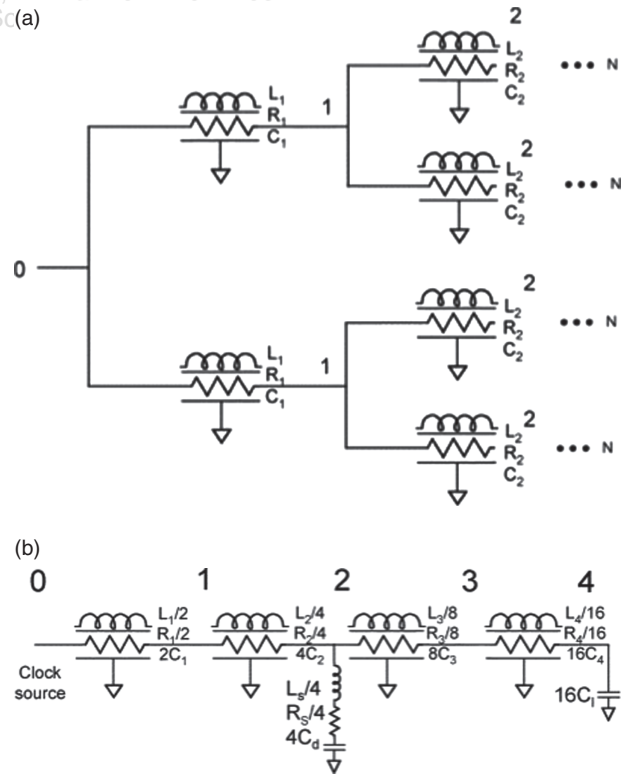 (a)
2
L₂
R₂
C₂
••• N
L₁
R₁
C₁
1
2
L₂
R₂
C₂
••• N
0
2
L₂
R₂
C₂
••• N
L₁
R₁
C₁
1
2
L₂
R₂
C₂
••• N
(b)
0 1 2 3 4
L₁/2 L₂/4 L₃/8 L₄/16
R₁/2 R₂/4 R₃/8 R₄/16
2C₁ 4C₂ 8C₃ 16C₄
Clock
source
Lₛ/4
Rₛ/4
4C_d
16C_l